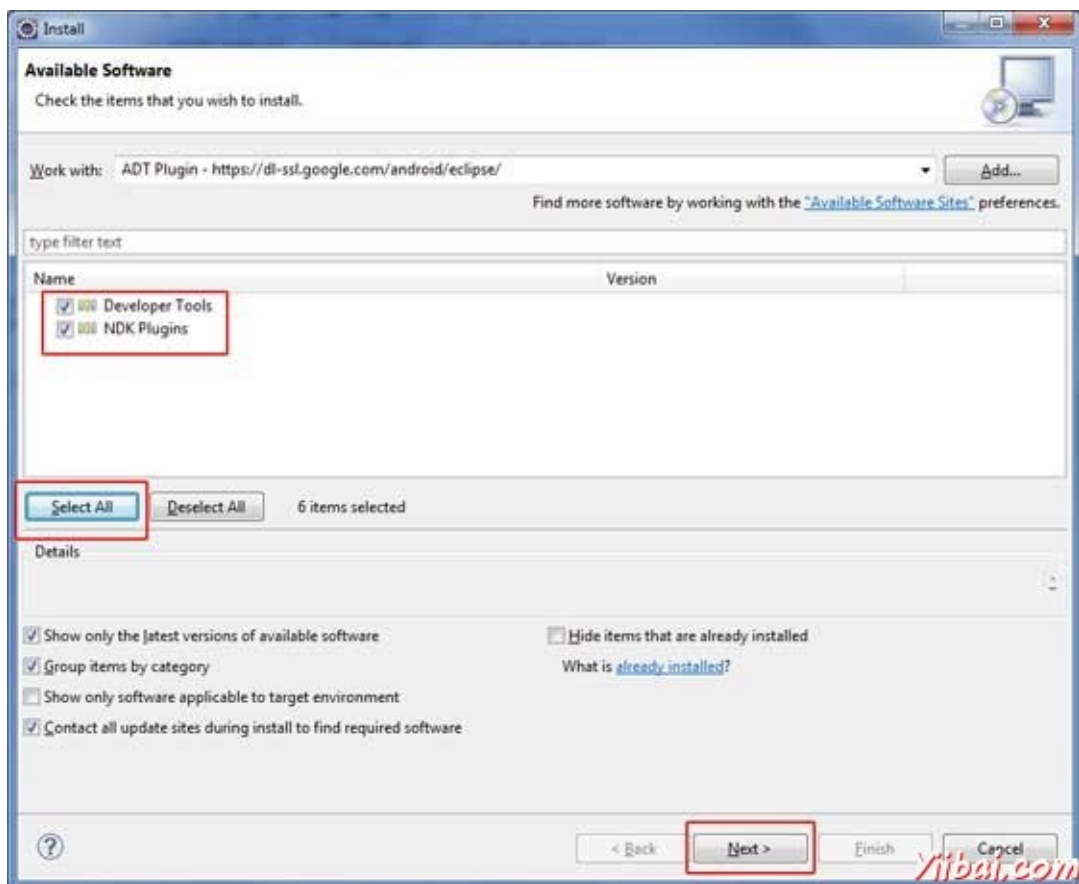 Install
Available Software
Check the items that you wish to install.
Work with: ADT Plugin - https://dl-ssl.google.com/android/eclipse/ Add...
Find more software by working with the "Available Software Sites" preferences.
type filter text
Name Version
Developer Tools
NDK Plugins
Select All Deselect All 6 items selected
Details
Show only the latest versions of available software Hide items that are already installed
Group items by category What is already installed?
Show only software applicable to target environment
Contact all update sites during install to find required software
? < Back Next > Finish Cancel
Yiibai.com